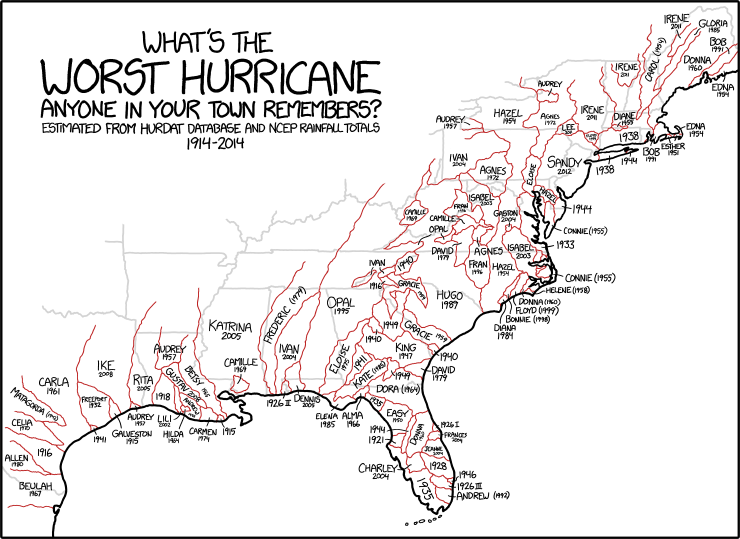 WHAT'S THE
WORST HURRICANE
ANYONE IN YOUR TOWN REMEMBERS?
ESTIMATED FROM HURDAT DATABASE AND NCEP RAINFALL TOTALS
1914-2014
IRENE
2011
GLORIA
1985
BOB
1991
CAROL (1954)
DONNA
1960
EDNA
1954
IRENE
2011
AUDREY
IRENE
2011
DIANE
1955
1938
EDNA
1954
ESTHER
1951
BOB
1991
1944
1938
HAZEL
1954
AGNES
1972
LEE
AUDREY
1957
IVAN
2004
AGNES
1972
ELOISE
SANDY
2012
HAZEL
1944
CONNIE (1955)
1933
CAMILLE
1969
FRAN
1996
ISABEL
2003
CAMILLE
OPAL
GASTON
2004
DAVID
1979
AGNES
ISABEL
2003
FRAN
1996
HAZEL
1954
CONNIE (1955)
HELENE (1958)
DONNA (1960)
FLOYD (1999)
BONNIE (1998)
DIANA
1984
IVAN
1940
1916
GRACIE
1959
HUGO
1989
OPAL
1995
FREDERIC (1979)
KATRINA
2005
IVAN
2004
ELOISE
1975
1940
1949
GRACIE
1959
KING
1947
1940
1941
KATE (1985)
1949
DAVID
1979
DORA (1964)
CAMILLE
1969
AUDREY
1957
BETSY
1965
GUSTAV
2008
IKE
2008
RITA
2005
1918
CARLA
1961
FREEPORT
1932
MATAGORDA (1942)
CELIA
1970
1916
ALLEN
1980
BEULAH
1967
1941
GALVESTON
1915
AUDREY
1957
LILI
2002
HILDA
1964
CARMEN
1974
1915
1926 II
DENNIS
2005
ELENA
1985
ALMA
1966
1935
EASY
1950
1944
1921
DONNA
1960
1926 I
FRANCES
2004
JEANNE
2004
CHARLEY
2004
1928
1935
1946
1926 III
ANDREW (1992)